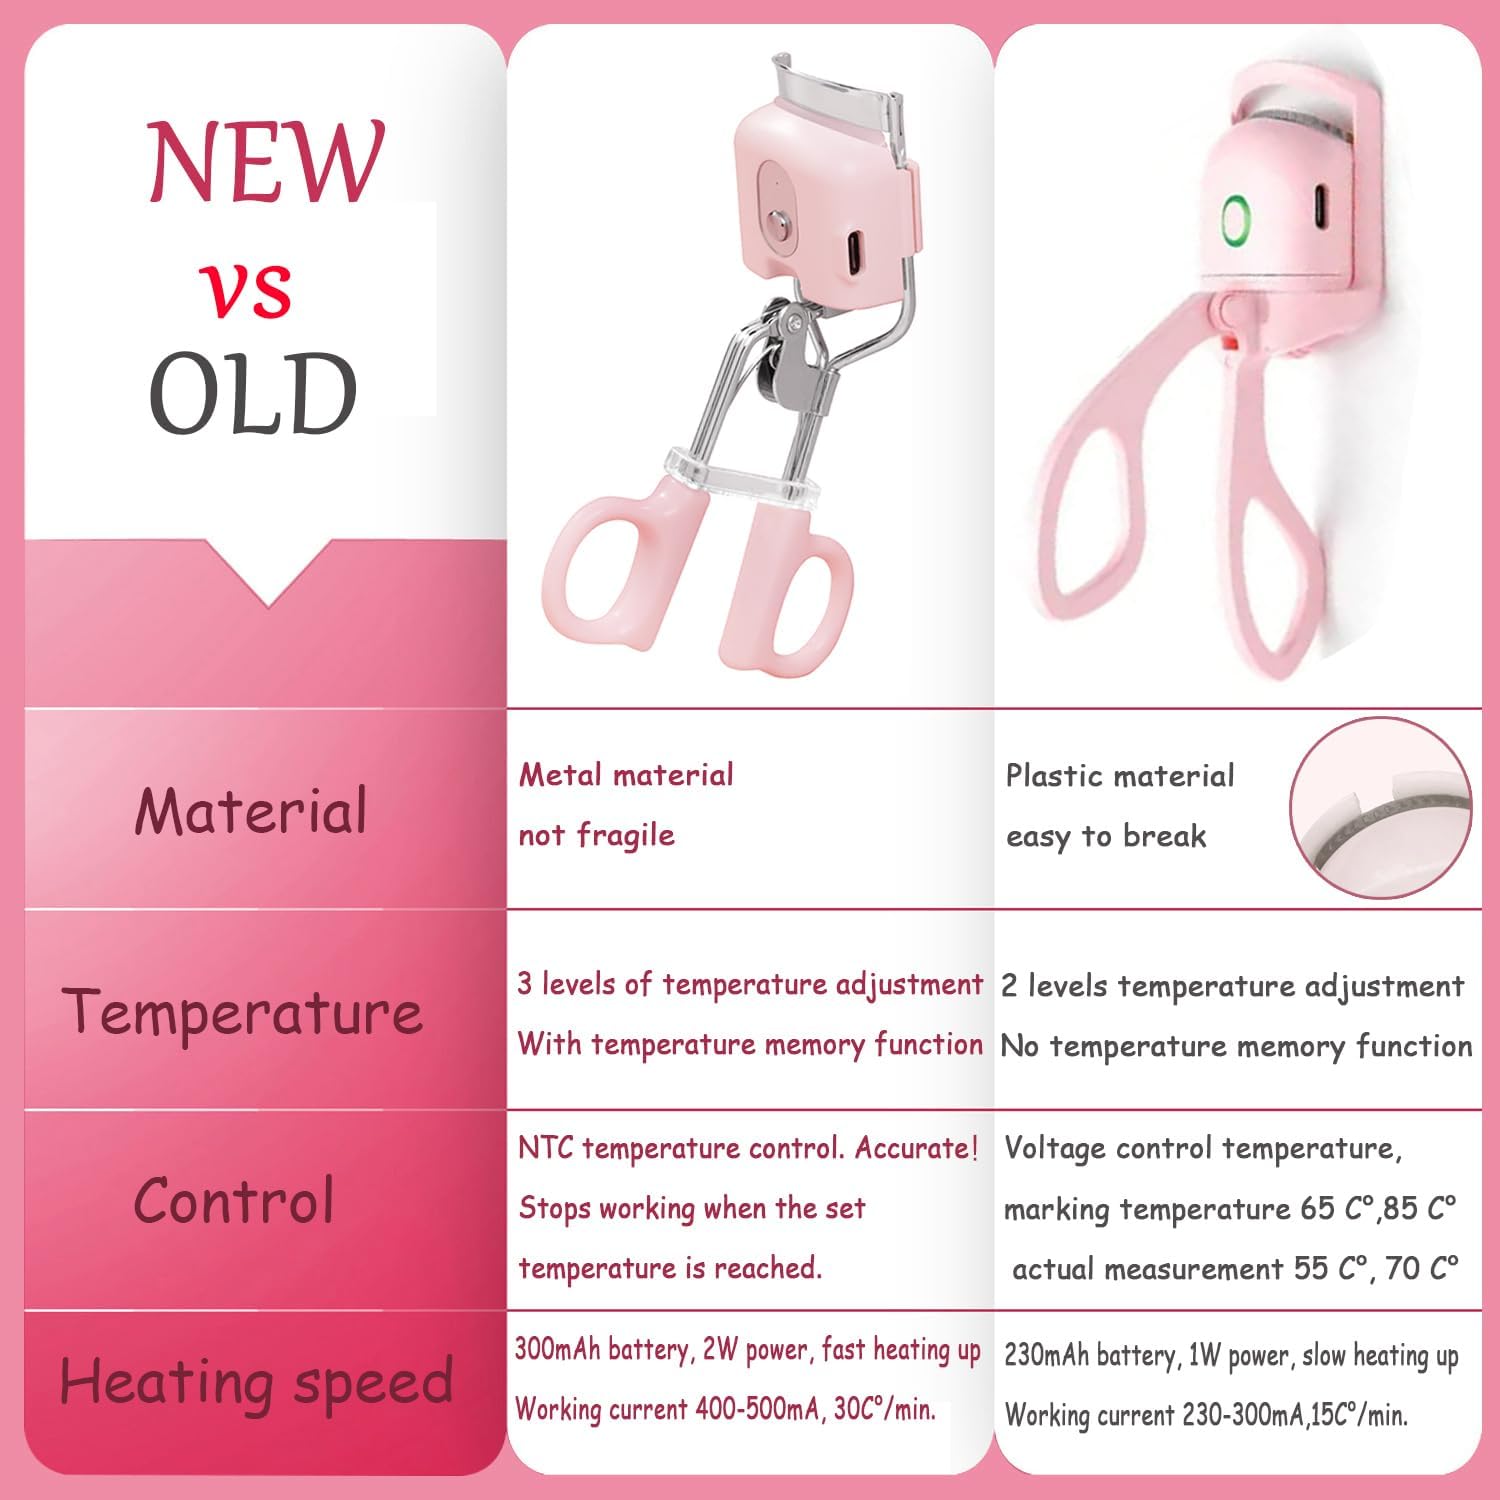 NEW
vs
OLD
Material
Metal material
not fragile
Plastic material
easy to break
Temperature
3 levels of temperature adjustment
With temperature memory function
2 levels temperature adjustment
No temperature memory function
Control
NTC temperature control. Accurate!
Stops working when the set
temperature is reached.
Voltage control temperature,
marking temperature 65 C°,85 C°
actual measurement 55 C°, 70 C°
Heating speed
300mAh battery, 2W power, fast heating up
Working current 400-500mA, 30C°/min.
230mAh battery, 1W power, slow heating up
Working current 230-300mA,15C°/min.